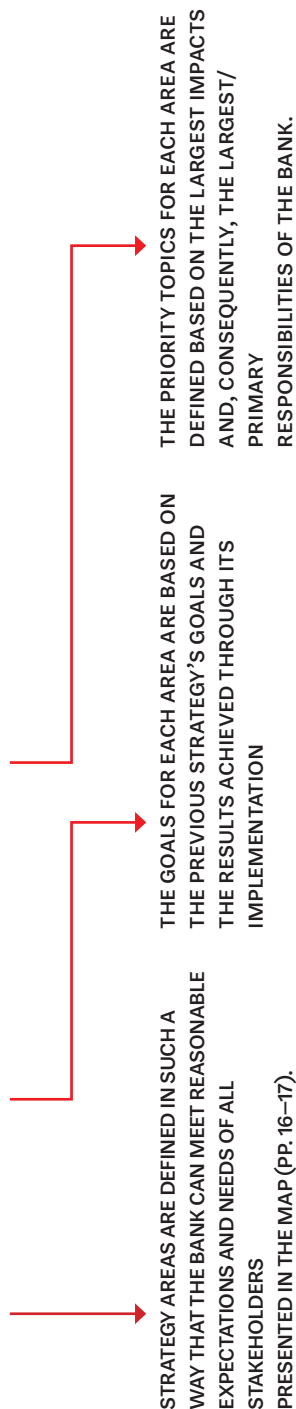 STRATEGY AREAS ARE DEFINED IN SUCH A
WAY THAT THE BANK CAN MEET REASONABLE
EXPECTATIONS AND NEEDS OF ALL
STAKEHOLDERS
PRESENTED IN THE MAP (PP. 16–17).
THE GOALS FOR EACH AREA ARE BASED ON
THE PREVIOUS STRATEGY’S GOALS AND
THE RESULTS ACHIEVED THROUGH ITS
IMPLEMENTATION
THE PRIORITY TOPICS FOR EACH AREA ARE
DEFINED BASED ON THE LARGEST IMPACTS
AND, CONSEQUENTLY, THE LARGEST/
PRIMARY
RESPONSIBILITIES OF THE BANK.